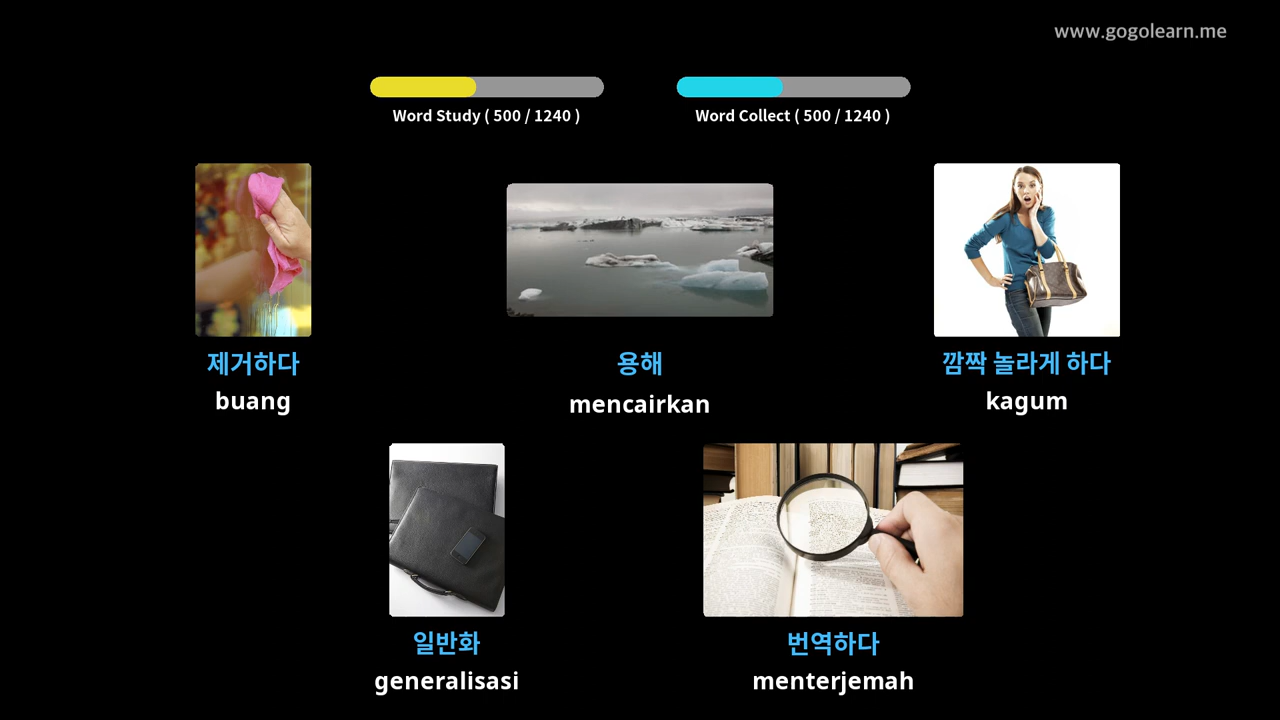 www.gogolearn.me
Word Study ( 500 / 1240 )
Word Collect ( 500 / 1240 )
제거하다
buang
용해
mencairkan
깜짝 놀라게 하다
kagum
일반화
generalisasi
번역하다
menterjemah